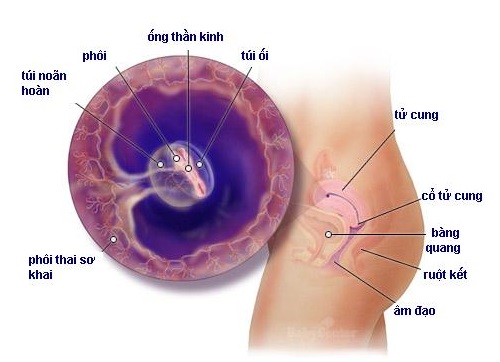 ống thần kinh
phôi
túi ối
túi noãn
hoàn
tử cung
cổ tử cung
bàng
quang
phôi thai sơ
khai
ruột kết
âm đạo
BabyCenter